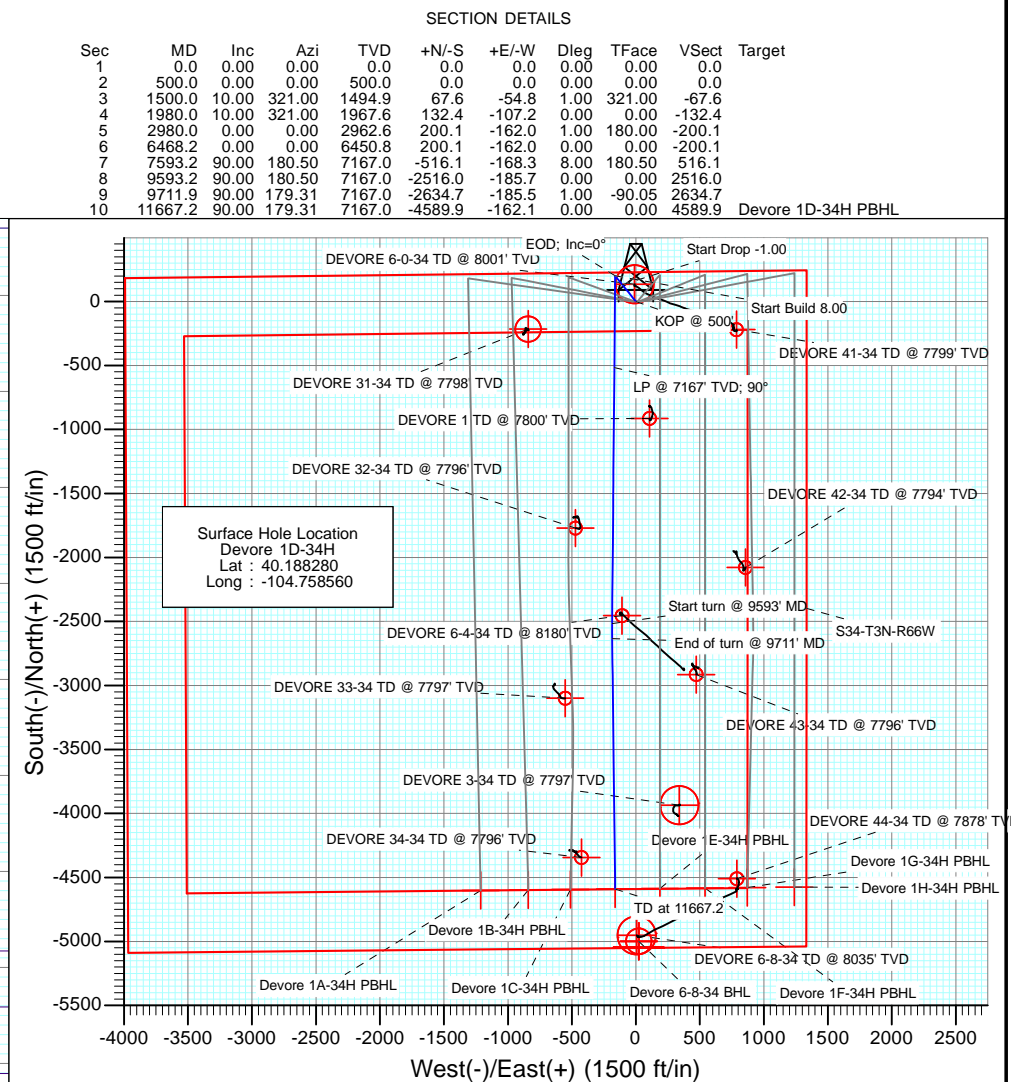 SECTION DETAILS
Sec MD Inc Azi TVD +N/-S +E/-W Dleg TFace VSect Target
1 0.0 0.00 0.00 0.0 0.0 0.0 0.00 0.00 0.0
2 500.0 0.00 0.00 500.0 0.0 0.0 0.00 0.00 0.0
3 1500.0 10.00 321.00 1494.9 67.6 -54.8 1.00 321.00 -67.6
4 1980.0 10.00 321.00 1967.6 132.4 -107.2 0.00 0.00 -132.4
5 2980.0 0.00 0.00 2962.6 200.1 -162.0 1.00 180.00 -200.1
6 6468.2 0.00 0.00 6450.8 200.1 -162.0 0.00 0.00 -200.1
7 7593.2 90.00 180.50 7167.0 -516.1 -168.3 8.00 180.50 516.1
8 9593.2 90.00 180.50 7167.0 -2516.0 -185.7 0.00 0.00 2516.0
9 9711.9 90.00 179.31 7167.0 -2634.7 -185.5 1.00 -90.05 2634.7
10 11667.2 90.00 179.31 7167.0 -4589.9 -162.1 0.00 0.00 4589.9 Devore 1D-34H PBHL
EOD; Inc=0°
Start Drop -1.00
DEVORE 6-0-34 TD @ 8001' TVD
Start Build 8.00
KOP @ 500'
DEVORE 41-34 TD @ 7799' TVD
DEVORE 31-34 TD @ 7798' TVD
LP @ 7167' TVD; 90°
DEVORE 1 TD @ 7800' TVD
DEVORE 32-34 TD @ 7796' TVD
DEVORE 42-34 TD @ 7794' TVD
Surface Hole Location
Devore 1D-34H
Lat : 40.188280
Long : -104.758560
Start turn @ 9593' MD
DEVORE 6-4-34 TD @ 8180' TVD
S34-T3N-R66W
End of turn @ 9711' MD
DEVORE 33-34 TD @ 7797' TVD
DEVORE 43-34 TD @ 7796' TVD
DEVORE 3-34 TD @ 7797' TVD
DEVORE 34-34 TD @ 7796' TVD
Devore 1E-34H PBHL
DEVORE 44-34 TD @ 7878' TVD
Devore 1G-34H PBHL
Devore 1H-34H PBHL
TD at 11667.2
Devore 1B-34H PBHL
DEVORE 6-8-34 TD @ 8035' TVD
Devore 1A-34H PBHL
Devore 1C-34H PBHL
Devore 6-8-34 BHL
Devore 1F-34H PBHL
0
-500
-1000
-1500
-2000
-2500
-3000
-3500
-4000
-4500
-5000
-5500
South(-)/North(+) (1500 ft/in)
-4000 -3500 -3000 -2500 -2000 -1500 -1000 -500 0 500 1000 1500 2000 2500
West(-)/East(+) (1500 ft/in)